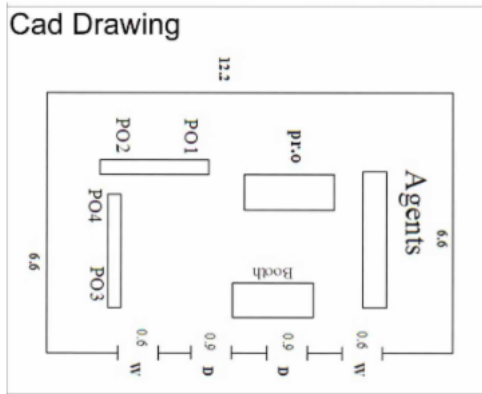 Cad Drawing
12.2
PO2
PO1
pr.o
Agents
6.6
PO4
PO3
6.6
Booth
0.6
0.9
0.9
0.6
W
D
D
W